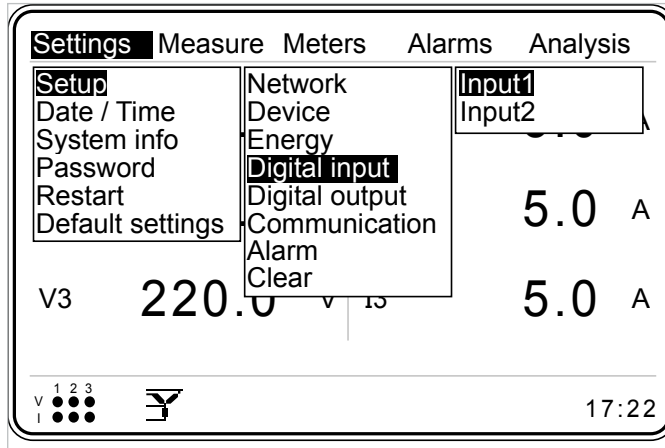 Settings Measure Meters Alarms Analysis
Setup
Date / Time
System info
Password
Restart
Default settings
Network
Device
Energy
Digital input
Digital output
Communication
Alarm
Clear
Input1
Input2
5.0 A
V3 220.0 V I3 5.0 A
1 2 3
V
I
17:22